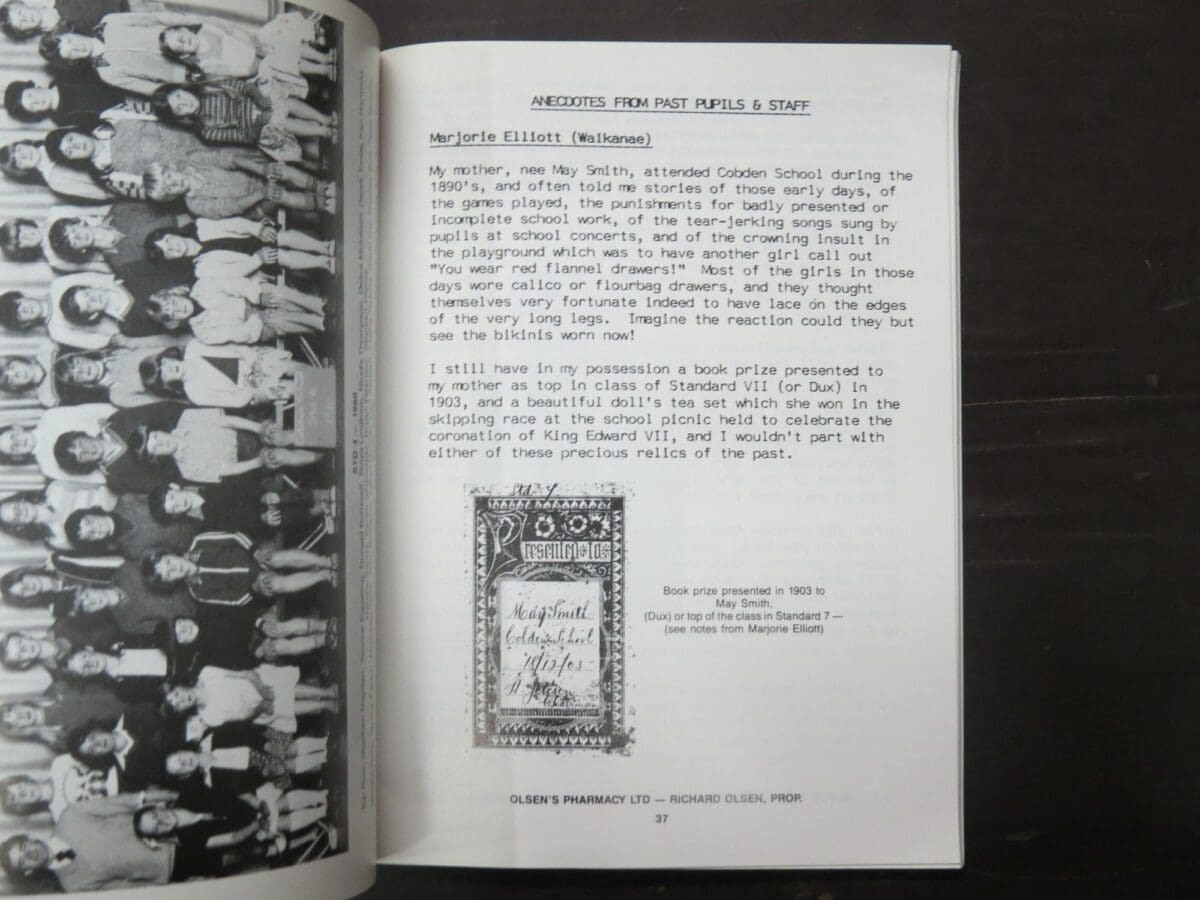 STD 4 — 1980
ANECDOTES FROM PAST PUPILS & STAFF
Marjorie Elliott (Waikanae)
My mother, nee May Smith, attended Cobden School during the
1890's, and often told me stories of those early days, of
the games played, the punishments for badly presented or
incomplete school work, of the tear-jerking songs sung by
pupils at school concerts, and of the crowning insult in
the playground which was to have another girl call out
"You wear red flannel drawers!" Most of the girls in those
days wore calico or flourbag drawers, and they thought
themselves very fortunate indeed to have lace on the edges
of the very long legs. Imagine the reaction could they but
see the bikinis worn now!
I still have in my possession a book prize presented to
my mother as top in class of Standard VII (or Dux) in
1903, and a beautiful doll's tea set which she won in the
skipping race at the school picnic held to celebrate the
coronation of King Edward VII, and I wouldn't part with
either of these precious relics of the past.
Std 7
Presented to
May Smith
Cobden School
18/12/03
Chairman
Book prize presented in 1903 to
May Smith,
(Dux) or top of the class in Standard 7 —
(see notes from Marjorie Elliott)
OLSEN'S PHARMACY LTD — RICHARD OLSEN, PROP.
37